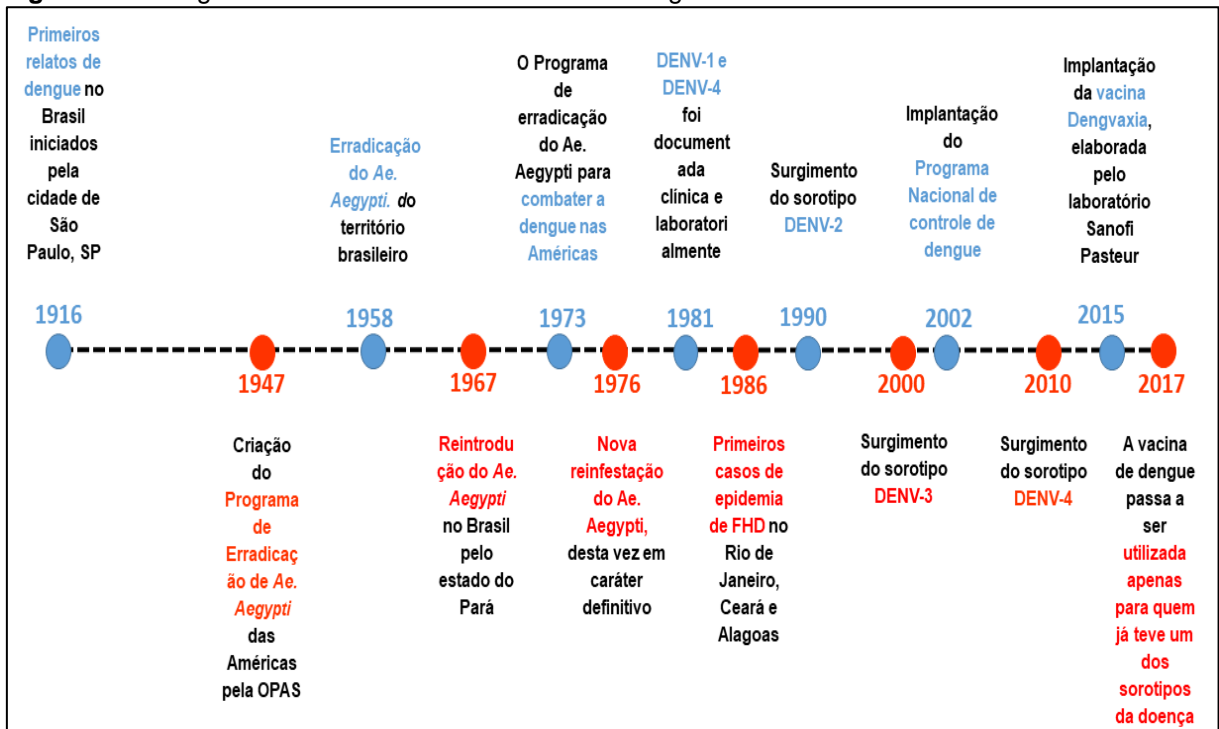 Primeiros
relatos de
dengue no
Brasil
iniciados
pela
cidade de
São
Paulo, SP
Erradicação
do Ae.
Aegypti. do
território
brasileiro
O Programa
de
erradicação
do Ae.
Aegypti para
combater a
dengue nas
Américas
DENV-1 e
DENV-4
foi
document
ada
clínica e
laboratori
almente
Surgimento
do sorotipo
DENV-2
Implantação
do
Programa
Nacional de
controle de
dengue
Implantação
da vacina
Dengvaxia,
elaborada
pelo
laboratório
Sanofi
Pasteur
1916
1958
1973
1981
1990
2002
2015
1947
1967
1976
1986
2000
2010
2017
Criação
do
Programa
de
Erradicaç
ão de Ae.
Aegypti
das
Américas
pela OPAS
Reintrodu
ção do Ae.
Aegypti
no Brasil
pelo
estado do
Pará
Nova
reinfestação
do Ae.
Aegypti,
desta vez em
caráter
definitivo
Primeiros
casos de
epidemia
de FHD no
Rio de
Janeiro,
Ceará e
Alagoas
Surgimento
do sorotipo
DENV-3
Surgimento
do sorotipo
DENV-4
A vacina
de dengue
passa a
ser
utilizada
apenas
para quem
já teve um
dos
sorotipos
da doença